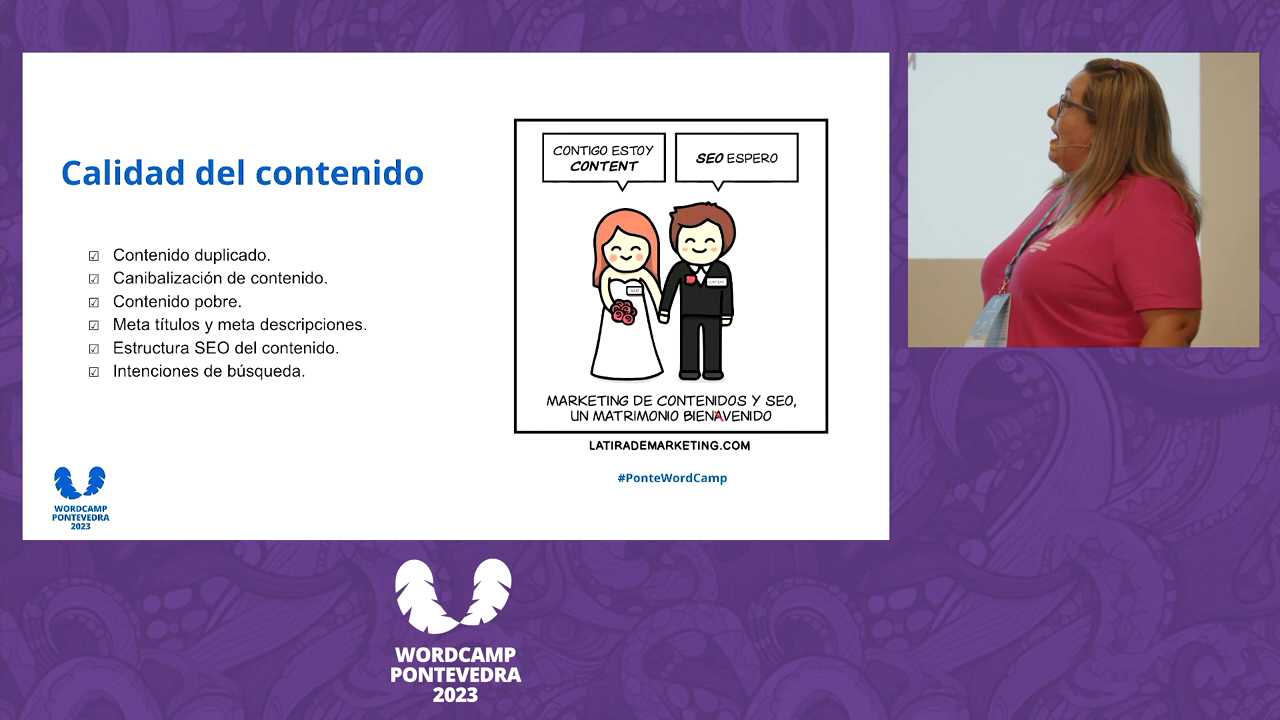 Calidad del contenido
☑ Contenido duplicado.
☑ Canibalización de contenido.
☑ Contenido pobre.
☑ Meta títulos y meta descripciones.
☑ Estructura SEO del contenido.
☑ Intenciones de búsqueda.
CONTIGO ESTOY
CONTENT
SEO ESPERO
SEO
MARKETING DE CONTENIDOS Y SEO,
UN MATRIMONIO BIENAVENIDO
LATIRADEMARKETING.COM
#PonteWordCamp
WORDCAMP
PONTEVEDRA
2023
WORDCAMP
PONTEVEDRA
2023